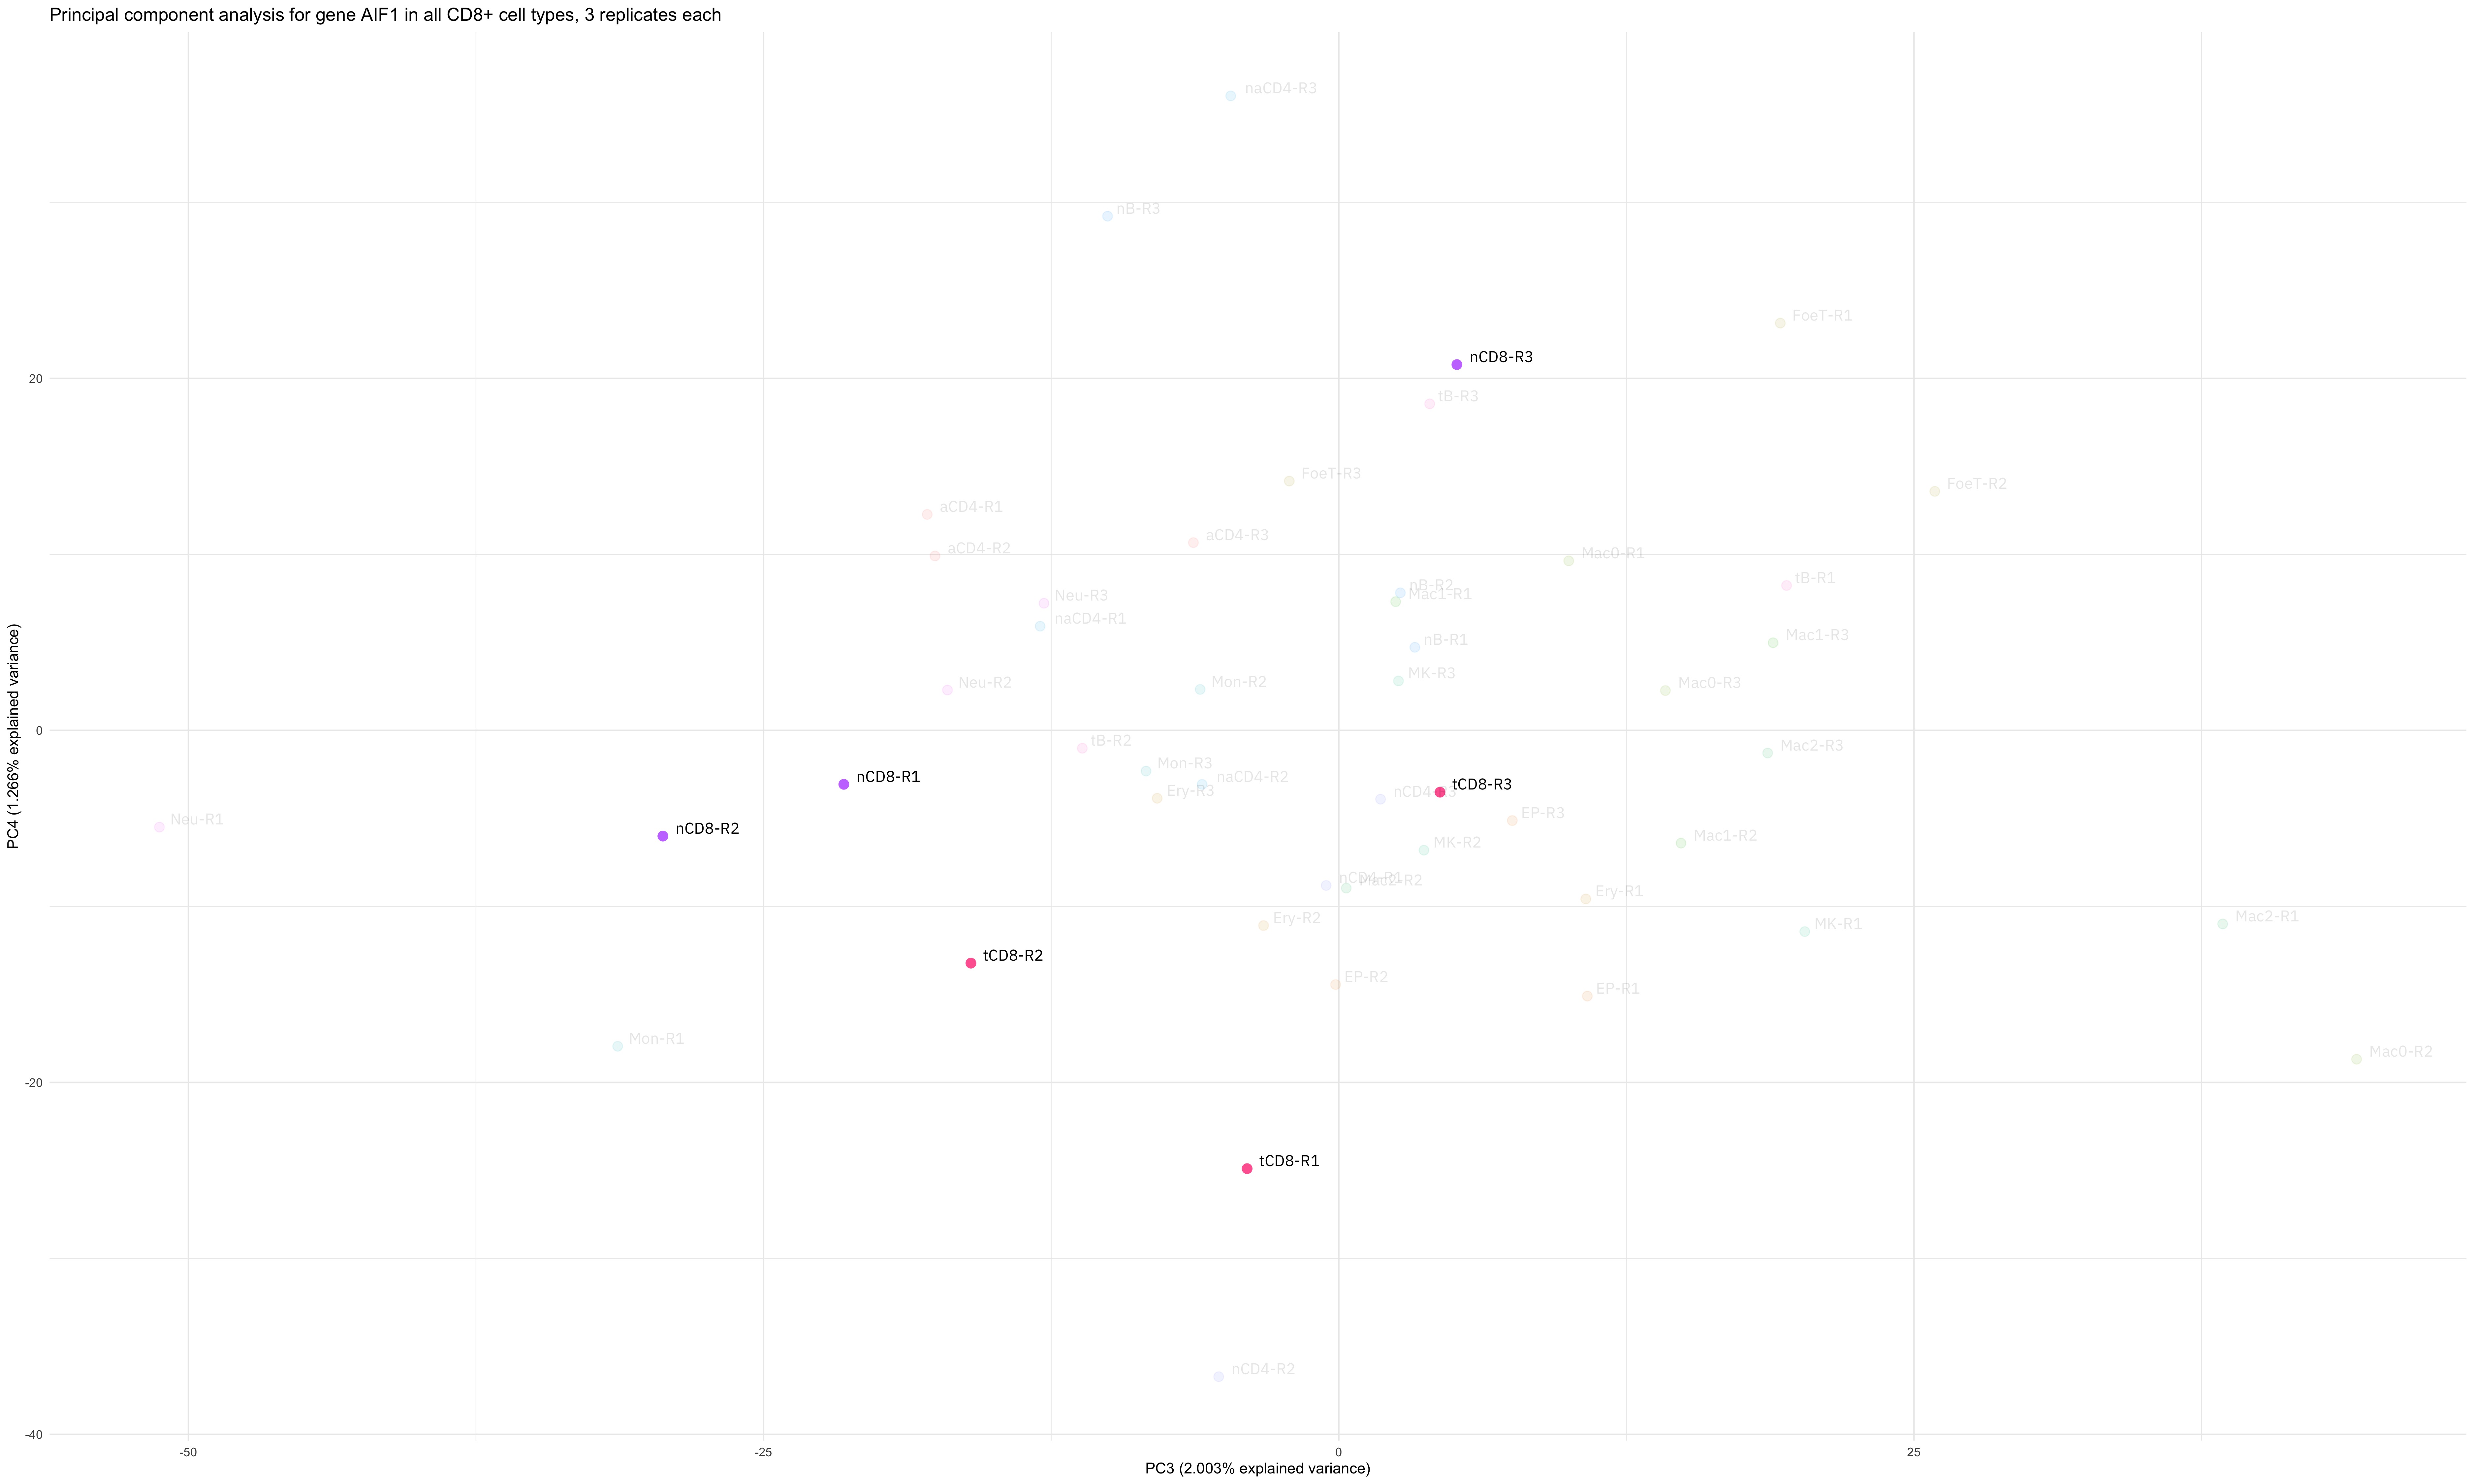 Principal component analysis for gene AIF1 in all CD8+ cell types, 3 replicates each
naCD4-R3
nB-R3
FoeT-R1
nCD8-R3
20
tB-R3
FoeT-R3
FoeT-R2
aCD4-R1
aCD4-R3
aCD4-R2
Mac0-R1
tB-R1
nB-R2
Mac1-R1
Neu-R3
naCD4-R1
Mac1-R3
nB-R1
MK-R3
Neu-R2
Mon-R2
Mac0-R3
0
tB-R2
Mac2-R3
Mon-R3
nCD8-R1
naCD4-R2
tCD8-R3
Ery-R3
nCD4-R3
EP-R3
Neu-R1
nCD8-R2
Mac1-R2
MK-R2
nCD4-R1
Mac2-R2
Ery-R1
Ery-R2
Mac2-R1
MK-R1
tCD8-R2
EP-R2
EP-R1
Mon-R1
Mac0-R2
-20
tCD8-R1
nCD4-R2
-40
-50
-25
0
25
PC3 (2.003% explained variance)
PC4 (1.266% explained variance)